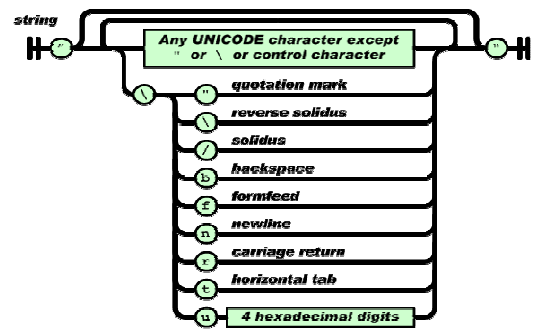 string
" Any UNICODE character except "
" or \ or control character
\ " quotation mark
\ reverse solidus
/ solidus
b backspace
f formfeed
n newline
r carriage return
t horizontal tab
u 4 hexadecimal digits